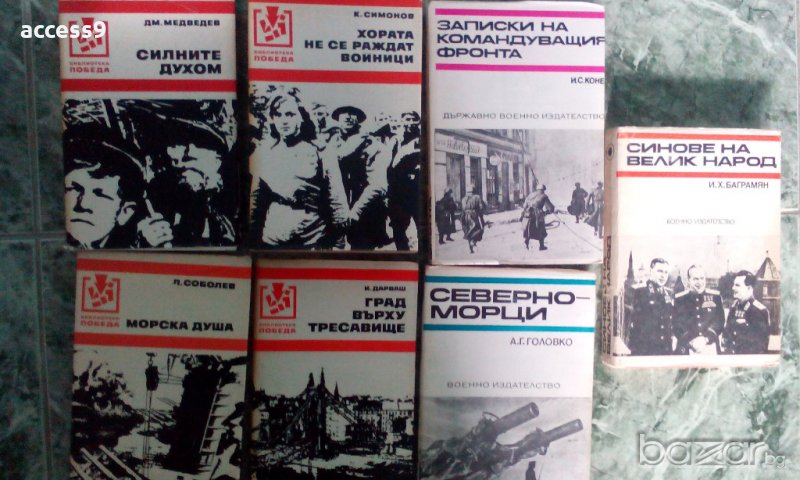 access9
ДМ. МЕДВЕДЕВ
СИЛНИТЕ
ДУХОМ
БИБЛИОТЕКА
ПОБЕДА
К. СИМОНОВ
ХОРАТА
НЕ СЕ РАЖДАТ
ВОЙНИЦИ
БИБЛИОТЕКА
ПОБЕДА
ЗАПИСКИ НА
КОМАНДУВАЩИЯ
ФРОНТА
И.С. КОНЕ
ДЪРЖАВНО ВОЕННО ИЗДАТЕЛСТВО
СИНОВЕ НА
ВЕЛИК НАРОД
И.Х. БАГРАМЯН
ВОЕННО ИЗДАТЕЛСТВО
Л. СОБОЛЕВ
МОРСКА ДУША
БИБЛИОТЕКА
ПОБЕДА
И. ДАРВАШ
ГРАД
ВЪРХУ
ТРЕСАВИЩЕ
БИБЛИОТЕКА
ПОБЕДА
СЕВЕРНО-
МОРЦИ
А.Г. ГОЛОВКО
ВОЕННО ИЗДАТЕЛСТВО
bazar.bg